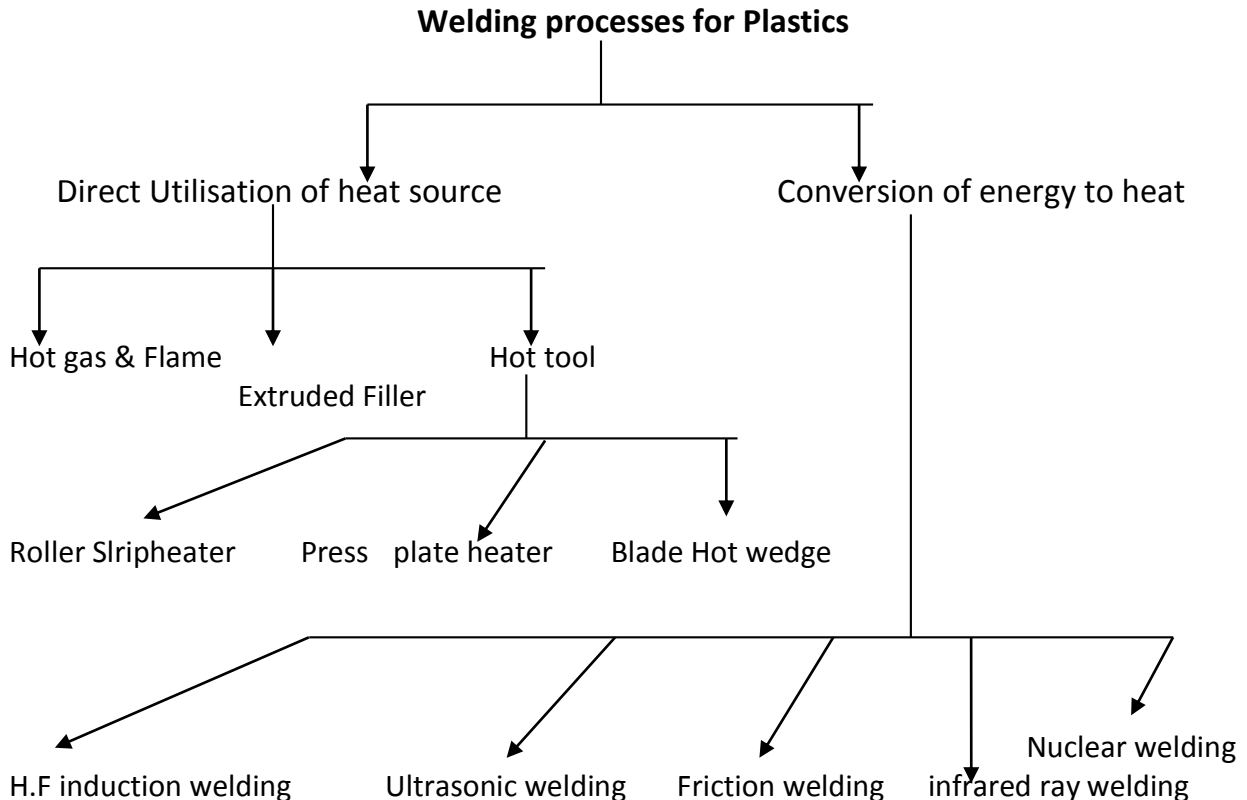 Welding processes for Plastics
Direct Utilisation of heat source
Conversion of energy to heat
Hot gas & Flame
Hot tool
Extruded Filler
Roller Slripheater
Press plate heater
Blade Hot wedge
Nuclear welding
H.F induction welding
Ultrasonic welding
Friction welding
infrared ray welding